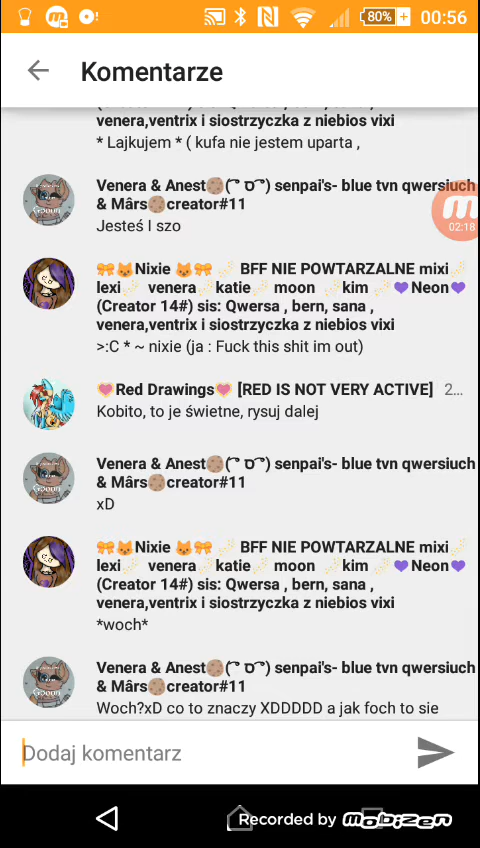 80% 00:56
Komentarze
venera,ventrix i siostrzyczka z niebios vixi
* Lajkujem * ( kufa nie jestem uparta ,
Venera & Anest ( ͡° ͜ʖ ͡°) senpai's- blue tvn qwersiuch
& Mârs creator#11
02:18
Jesteś I szo
🎀🐱Nixie 🐱🎀 BFF NIE POWTARZALNE mixi
lexi venera katie moon kim 💜Neon💜
(Creator 14#) sis: Qwersa , bern, sana ,
venera,ventrix i siostrzyczka z niebios vixi
>:C * ~ nixie (ja : Fuck this shit im out)
💟Red Drawings💟 [RED IS NOT VERY ACTIVE] 2...
Kobito, to je świetne, rysuj dalej
Venera & Anest ( ͡° ͜ʖ ͡°) senpai's- blue tvn qwersiuch
& Mârs creator#11
xD
🎀🐱Nixie 🐱🎀 BFF NIE POWTARZALNE mixi
lexi venera katie moon kim 💜Neon💜
(Creator 14#) sis: Qwersa , bern, sana ,
venera,ventrix i siostrzyczka z niebios vixi
*woch*
Venera & Anest ( ͡° ͜ʖ ͡°) senpai's- blue tvn qwersiuch
& Mârs creator#11
Woch?xD co to znaczy XDDDDD a jak foch to sie
Dodaj komentarz
Recorded by mobizen